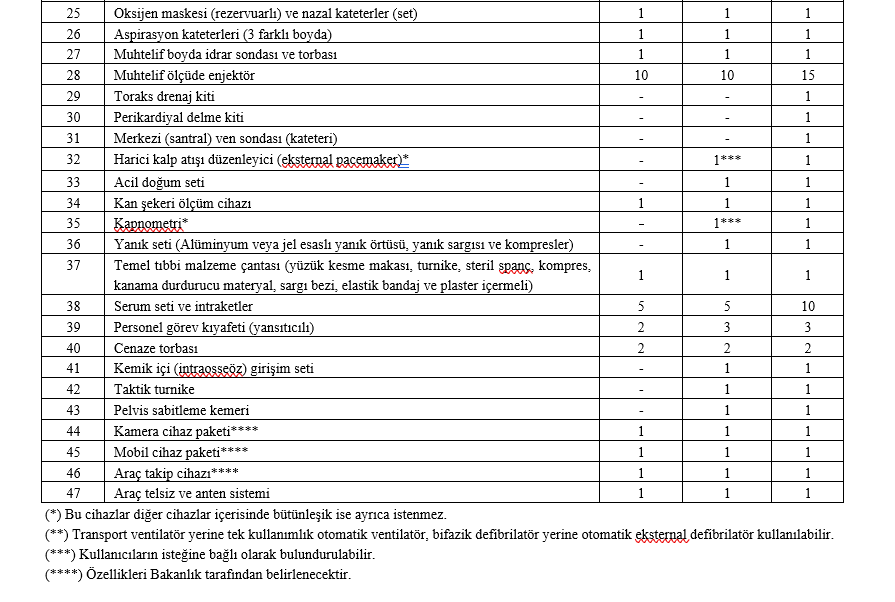 25 Oksijen maskesi (rezervuarlı) ve nazal kateterler (set) 1 1 1
26 Aspirasyon kateterleri (3 farklı boyda) 1 1 1
27 Muhtelif boyda idrar sondası ve torbası 1 1 1
28 Muhtelif ölçüde enjektör 10 10 15
29 Toraks drenaj kiti - - 1
30 Perikardiyal delme kiti - - 1
31 Merkezi (santral) ven sondası (kateteri) - - 1
32 Harici kalp atışı düzenleyici (eksternal pacemaker)* - 1*** 1
33 Acil doğum seti - 1 1
34 Kan şekeri ölçüm cihazı 1 1 1
35 Kapnometri* - 1*** 1
36 Yanık seti (Alüminyum veya jel esaslı yanık örtüsü, yanık sargısı ve kompresler) - 1 1
37 Temel tıbbi malzeme çantası (yüzük kesme makası, turnike, steril spanç, kompres,
kanama durdurucu materyal, sargı bezi, elastik bandaj ve plaster içermeli) 1 1 1
38 Serum seti ve intraketler 5 5 10
39 Personel görev kıyafeti (yansıtıcılı) 2 3 3
40 Cenaze torbası 2 2 2
41 Kemik içi (intraosseöz) girişim seti - 1 1
42 Taktik turnike - 1 1
43 Pelvis sabitleme kemeri - 1 1
44 Kamera cihaz paketi**** 1 1 1
45 Mobil cihaz paketi**** 1 1 1
46 Araç takip cihazı**** 1 1 1
47 Araç telsiz ve anten sistemi 1 1 1
(*) Bu cihazlar diğer cihazlar içerisinde bütünleşik ise ayrıca istenmez.
(**) Transport ventilatör yerine tek kullanımlık otomatik ventilatör, bifazik defibrilatör yerine otomatik eksternal defibrilatör kullanılabilir.
(***) Kullanıcıların isteğine bağlı olarak bulundurulabilir.
(****) Özellikleri Bakanlık tarafından belirlenecektir.